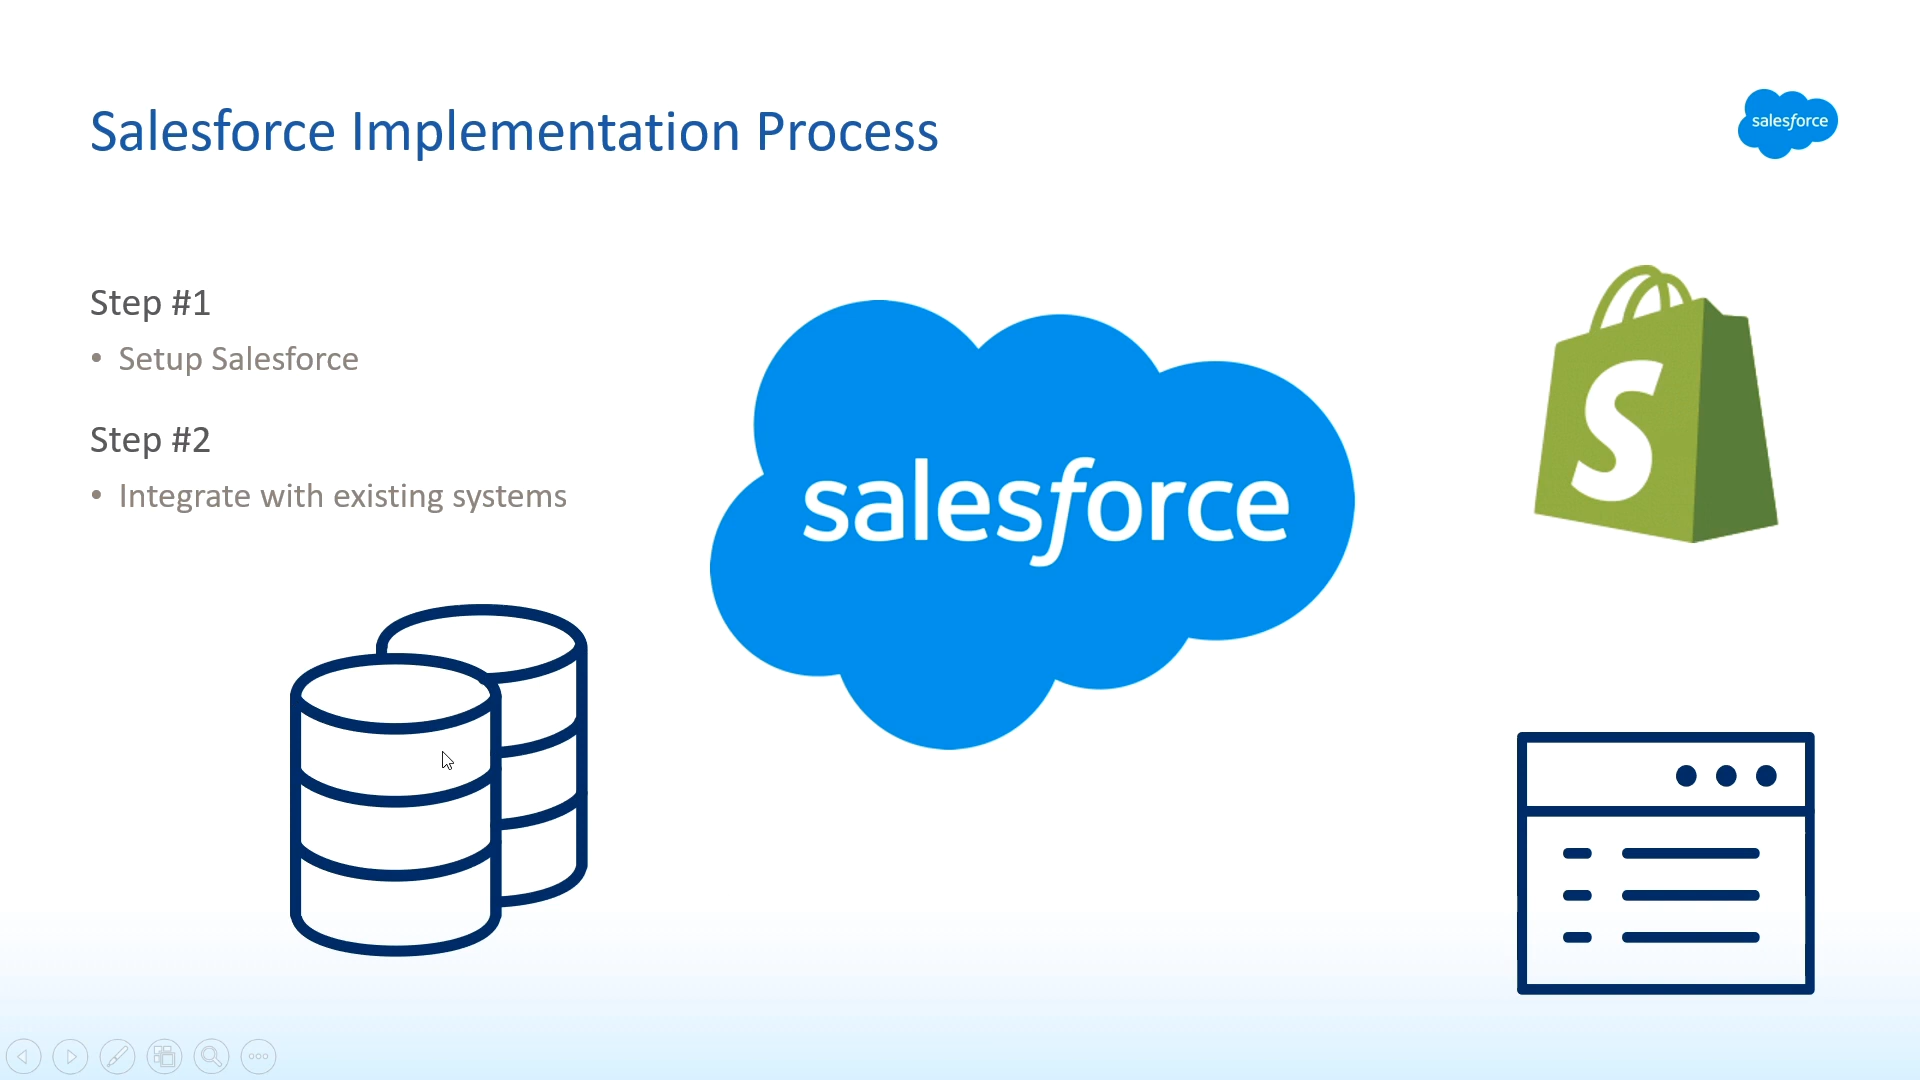 Salesforce Implementation Process
salesforce
Step #1
• Setup Salesforce
Step #2
• Integrate with existing systems
salesforce
S